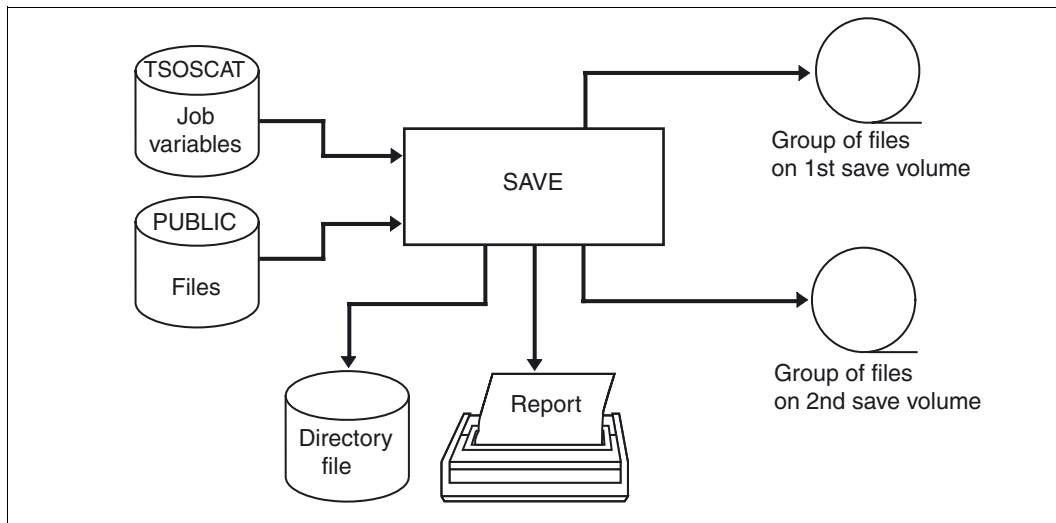 TSOSCAT
Job
variables
PUBLIC
Files
SAVE
Group of files
on 1st save volume
Group of files
on 2nd save volume
Directory
file
Report